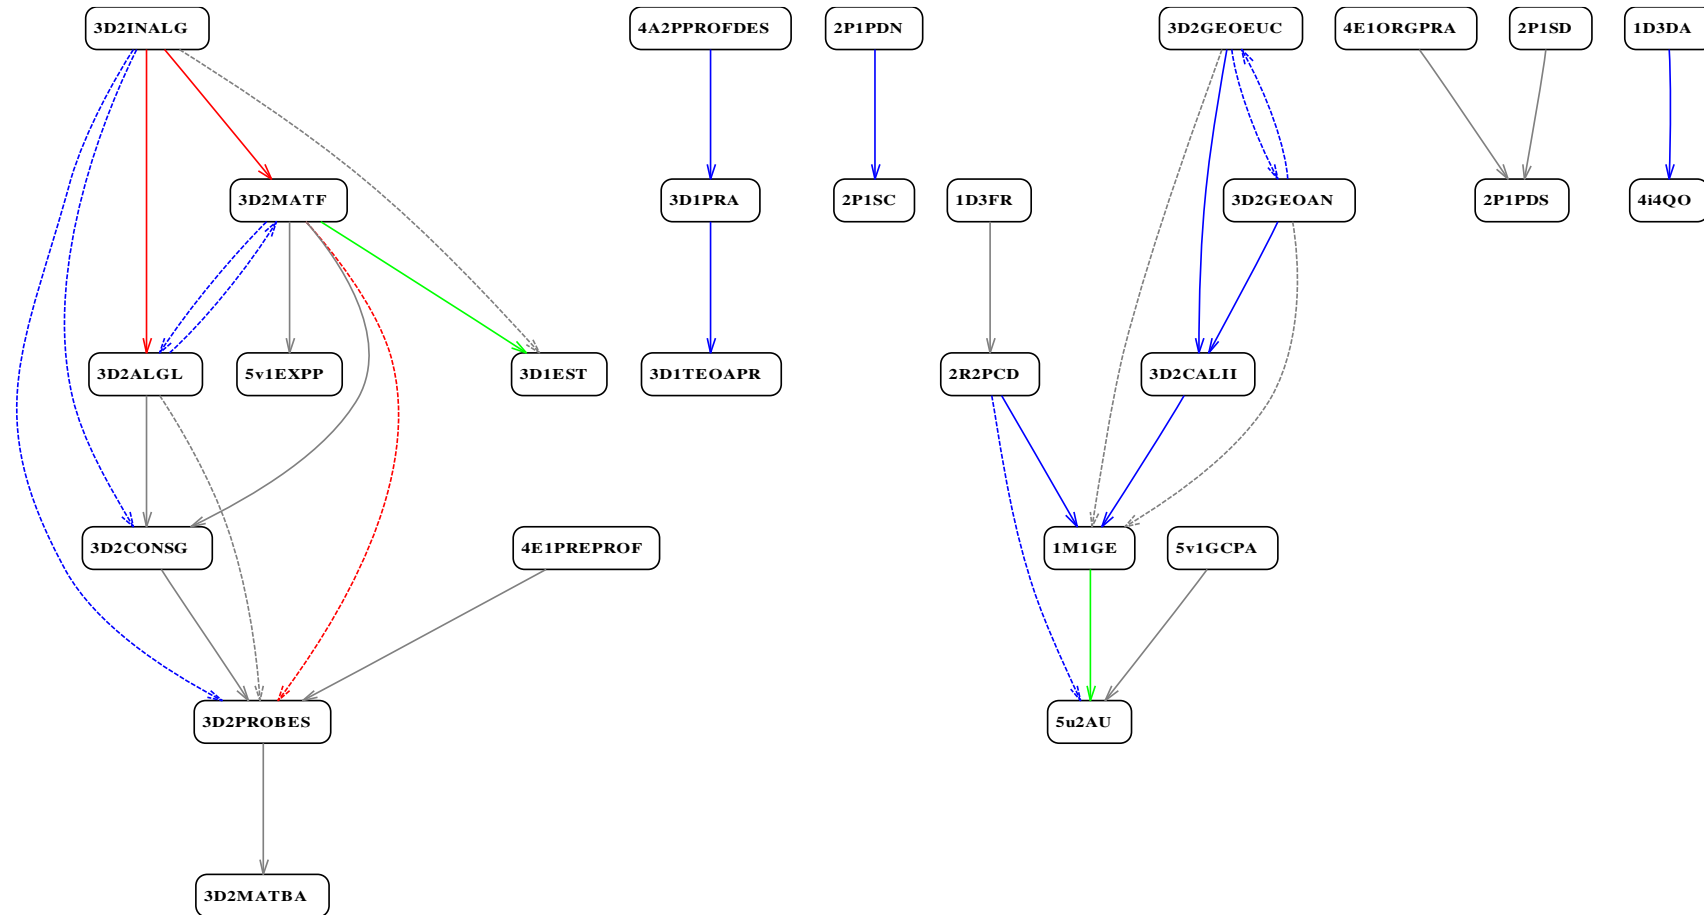 3D2INALG
4A2PPROFDES
2P1PDN
3D2GEOEUC
4E1ORGPRA
2P1SD
1D3DA
3D2MATF
3D1PRA
2P1SC
1D3FR
3D2GEOAN
2P1PDS
4i4QO
3D2ALGL
5v1EXPP
3D1EST
3D1TEOAPR
2R2PCD
3D2CALII
3D2CONSG
4E1PREPROF
1M1GE
5v1GCPA
3D2PROBES
5u2AU
3D2MATBA